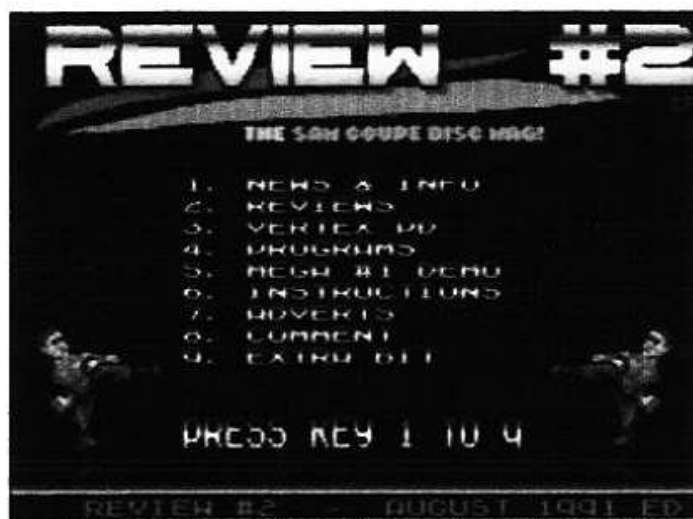 REVIEW #2
THE SAM COUPE DISC MAG!
1. NEWS & INFO
2. REVIEWS
3. VERTEX PD
4. PROGRAMS
5. MEGA #1 DEMO
6. INSTRUCTIONS
7. ADVERTS
8. COMMENT
9. EXTRA BIT
PRESS KEY 1 TO 9
REVIEW #2 - AUGUST 1991 ED